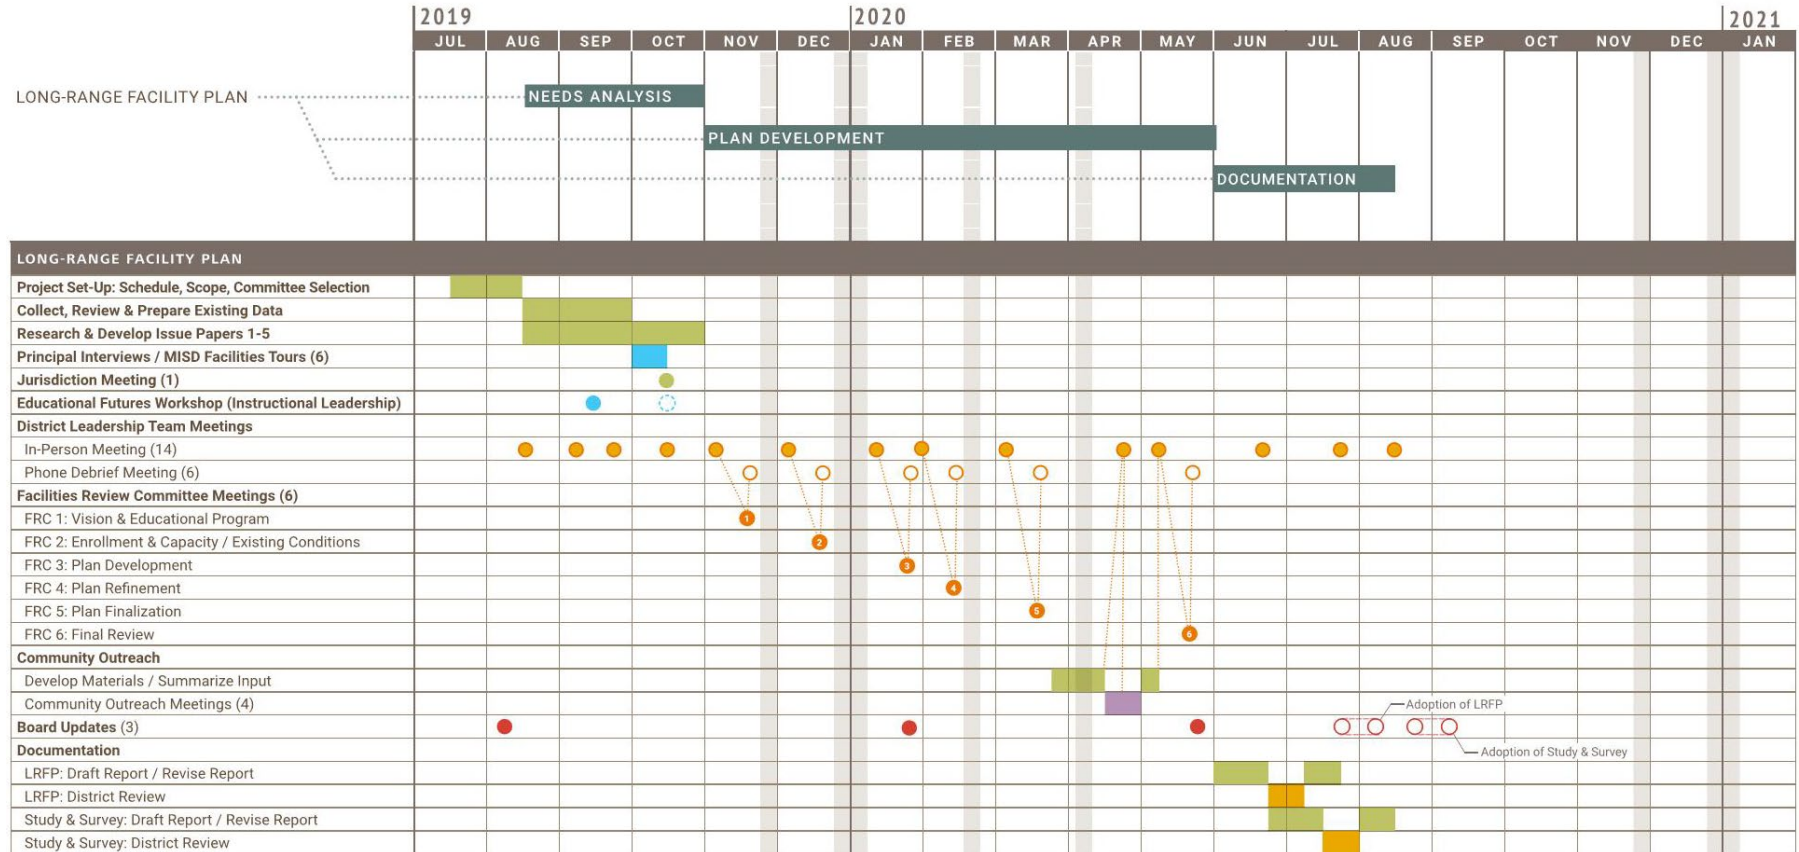 2019 2020 2021
JUL AUG SEP OCT NOV DEC JAN FEB MAR APR MAY JUN JUL AUG SEP OCT NOV DEC JAN
LONG-RANGE FACILITY PLAN NEEDS ANALYSIS
PLAN DEVELOPMENT
DOCUMENTATION
LONG-RANGE FACILITY PLAN
Project Set-Up: Schedule, Scope, Committee Selection
Collect, Review & Prepare Existing Data
Research & Develop Issue Papers 1-5
Principal Interviews / MISD Facilities Tours (6)
Jurisdiction Meeting (1)
Educational Futures Workshop (Instructional Leadership)
District Leadership Team Meetings
In-Person Meeting (14)
Phone Debrief Meeting (6)
Facilities Review Committee Meetings (6)
FRC 1: Vision & Educational Program 1
FRC 2: Enrollment & Capacity / Existing Conditions 2
FRC 3: Plan Development 3
FRC 4: Plan Refinement 4
FRC 5: Plan Finalization 5
FRC 6: Final Review 6
Community Outreach
Develop Materials / Summarize Input
Community Outreach Meetings (4) Adoption of LRFP
Board Updates (3)
Documentation Adoption of Study & Survey
LRFP: Draft Report / Revise Report
LRFP: District Review
Study & Survey: Draft Report / Revise Report
Study & Survey: District Review